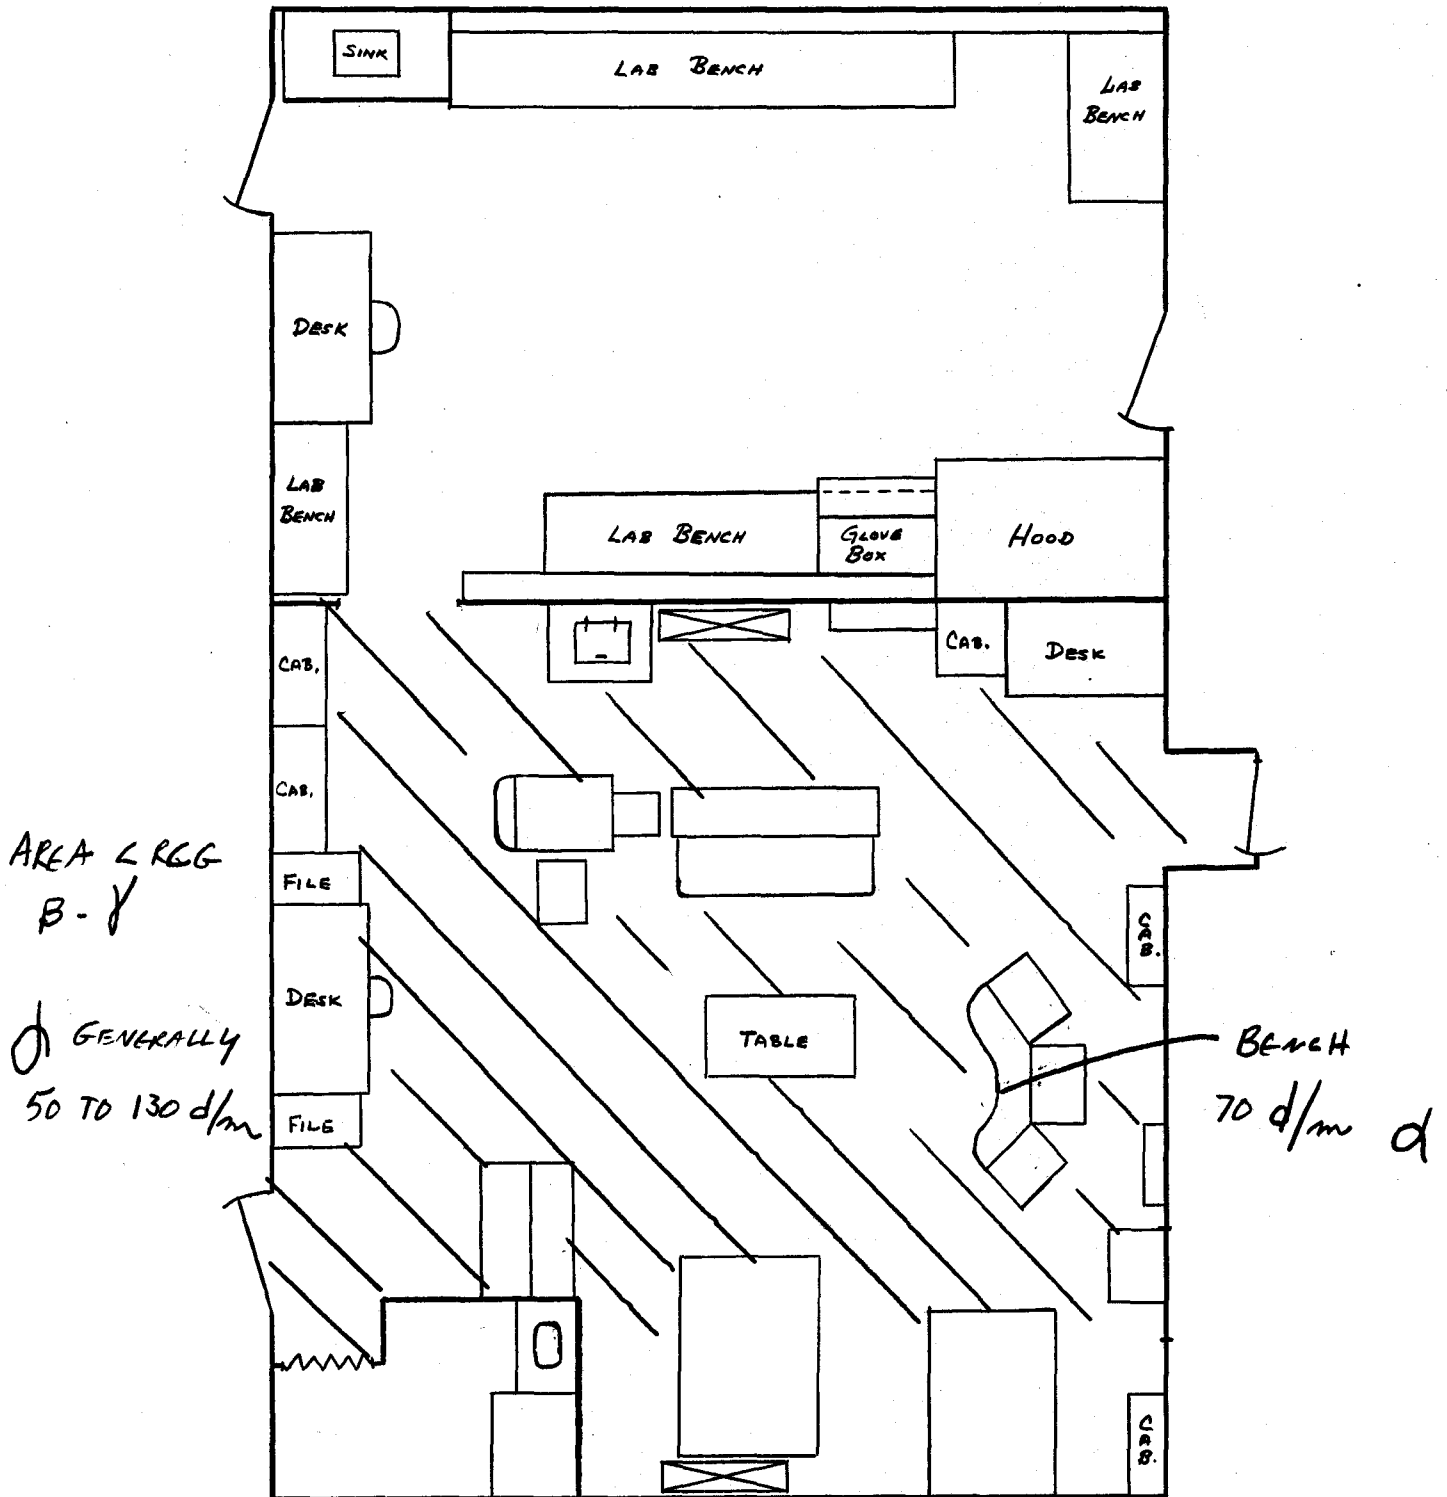 SINK
LAB BENCH
LAB
BENCH
DESK
LAB
BENCH
LAB BENCH
GLOVE
BOX
HOOD
CAB.
DESK
CAB.
CAB.
AREA < RGG
B-γ
FILE
CAB.
DESK
α GENERALLY
50 TO 130 d/m
TABLE
BENCH
70 d/m α
FILE
CAB.